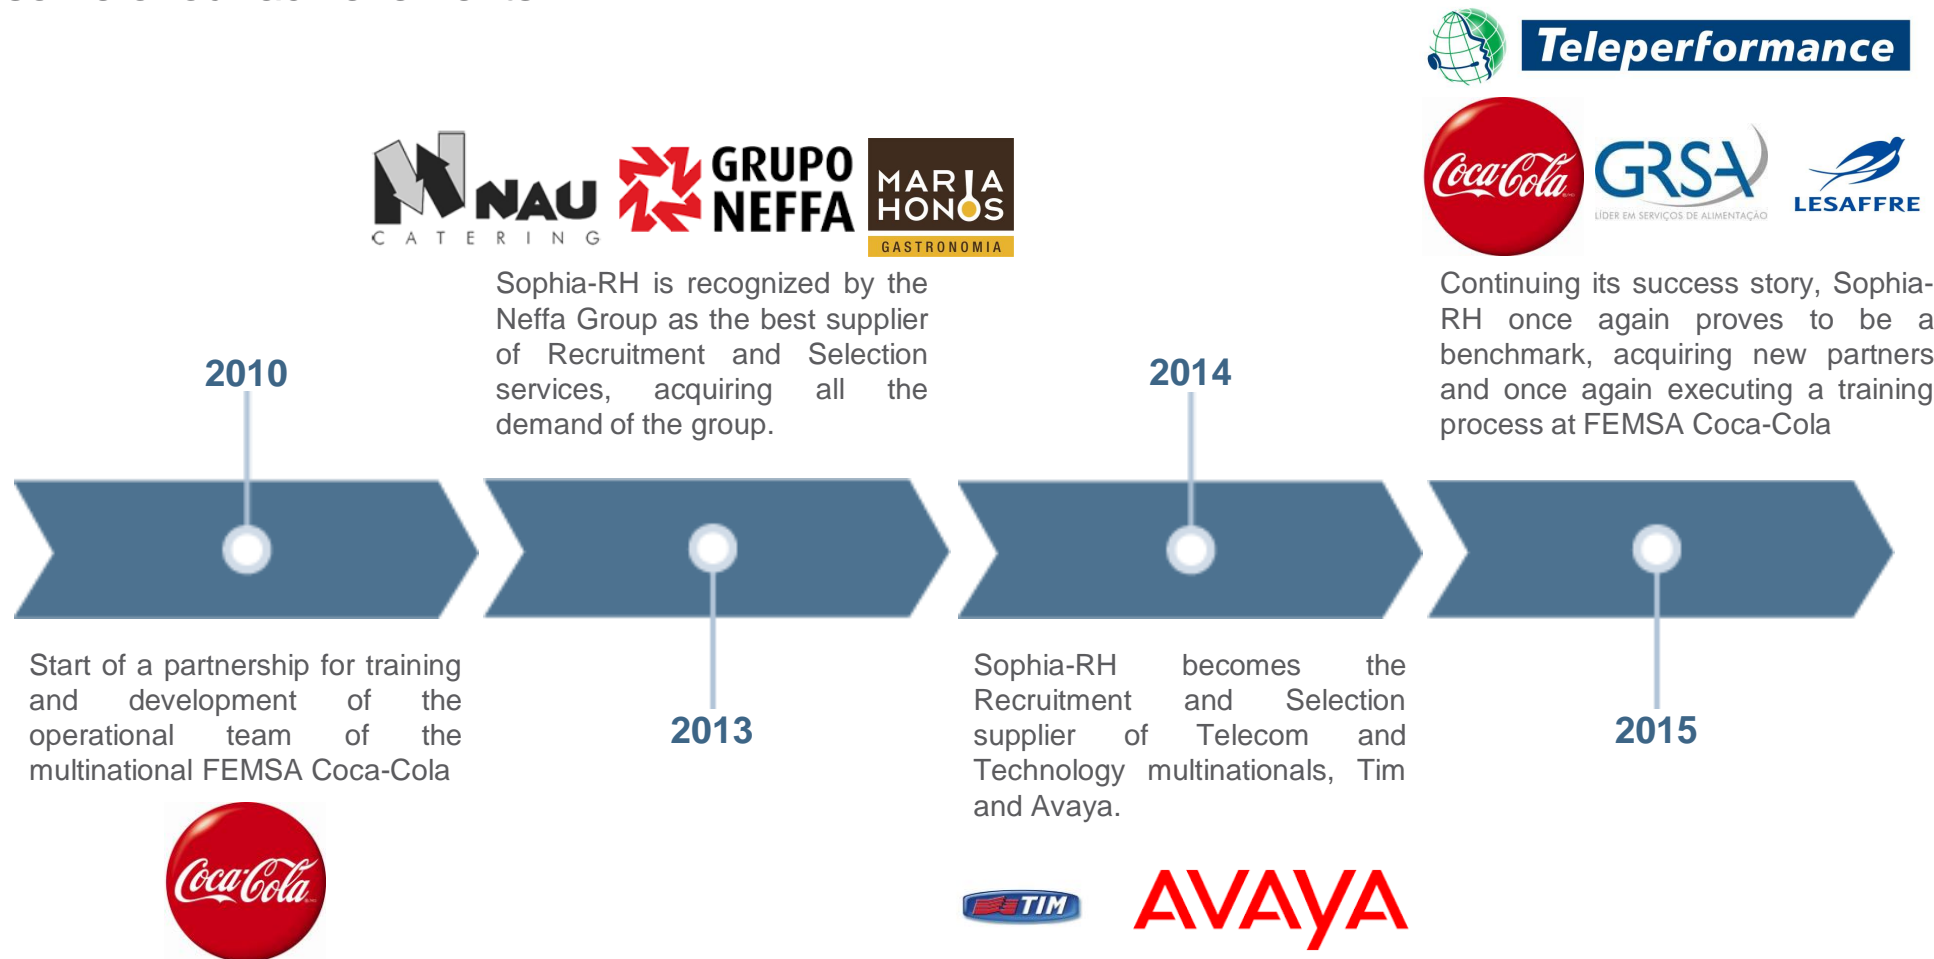 Teleperformance
NAU
CATERING
GRUPO
NEFFA
MARIA
HONOS
GASTRONOMIA
Coca-Cola
GRSA
LÍDER EM SERVIÇOS DE ALIMENTAÇÃO
LESAFFRE
2010
Sophia-RH is recognized by the
Neffa Group as the best supplier
of Recruitment and Selection
services, acquiring all the
demand of the group.
2014
Continuing its success story, Sophia-
RH once again proves to be a
benchmark, acquiring new partners
and once again executing a training
process at FEMSA Coca-Cola
Start of a partnership for training
and development of the
operational team of the
multinational FEMSA Coca-Cola
Coca-Cola
2013
Sophia-RH becomes the
Recruitment and Selection
supplier of Telecom and
Technology multinationals, Tim
and Avaya.
TIM
AVAYA
2015